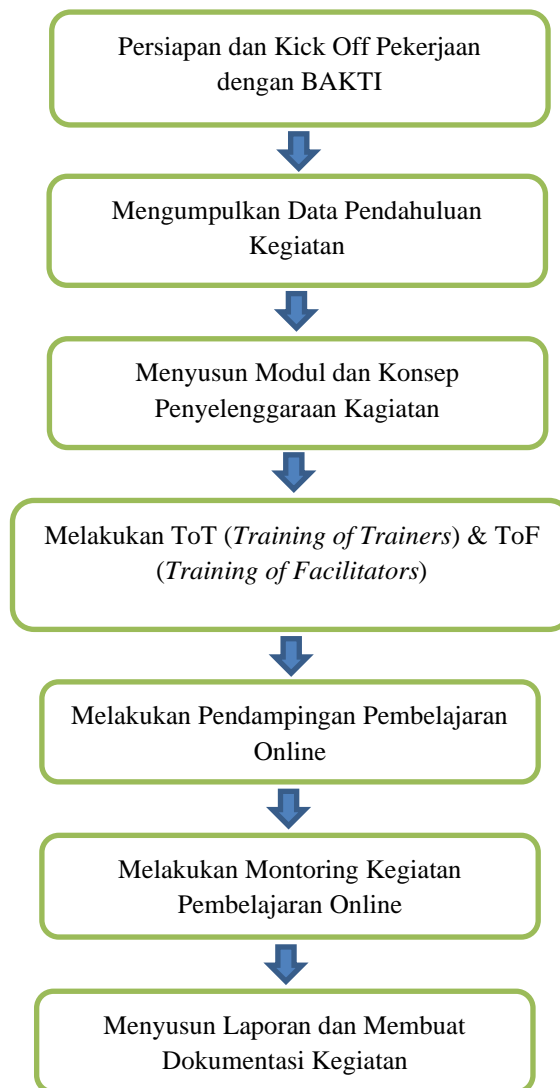 Persiapan dan Kick Off Pekerjaan
dengan BAKTI
Mengumpulkan Data Pendahuluan
Kegiatan
Menyusun Modul dan Konsep
Penyelenggaraan Kagiatan
Melakukan ToT (Training of Trainers) & ToF
(Training of Facilitators)
Melakukan Pendampingan Pembelajaran
Online
Melakukan Montoring Kegiatan
Pembelajaran Online
Menyusun Laporan dan Membuat
Dokumentasi Kegiatan